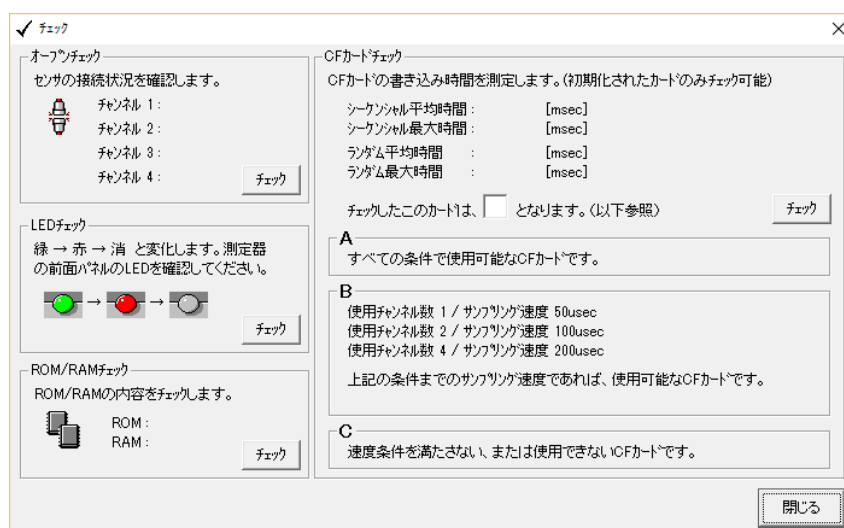 チェック
オープンチェック
センサの接続状況を確認します。
チャンネル 1 :
チャンネル 2 :
チャンネル 3 :
チャンネル 4 :
チェック
LEDチェック
緑 → 赤 → 消 と変化します。測定器
の前面パネルのLEDを確認してください。
→ →
チェック
ROM/RAMチェック
ROM/RAMの内容をチェックします。
ROM :
RAM :
チェック
CFカードチェック
CFカードの書き込み時間を測定します。(初期化されたカードのみチェック可能)
シーケンシャル平均時間 : [msec]
シーケンシャル最大時間 : [msec]
ランダム平均時間 : [msec]
ランダム最大時間 : [msec]
チェックしたこのカードは、 となります。(以下参照)
チェック
A
すべての条件で使用可能なCFカードです。
B
使用チャンネル数 1 / サンプリング速度 50usec
使用チャンネル数 2 / サンプリング速度 100usec
使用チャンネル数 4 / サンプリング速度 200usec
上記の条件までのサンプリング速度であれば、使用可能なCFカードです。
C
速度条件を満たさない、または使用できないCFカードです。
閉じる